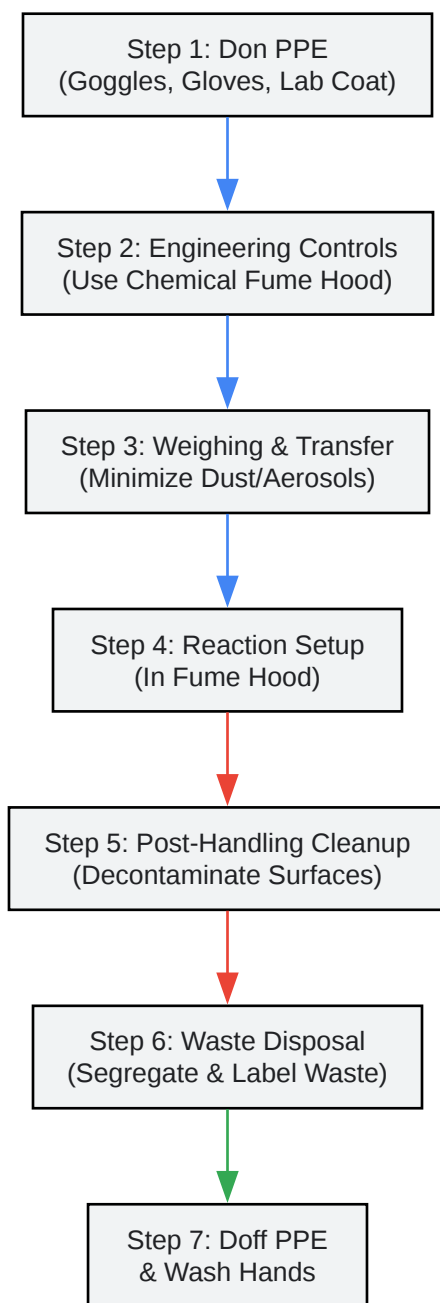 Step 1: Don PPE
(Goggles, Gloves, Lab Coat)
Step 2: Engineering Controls
(Use Chemical Fume Hood)
Step 3: Weighing & Transfer
(Minimize Dust/Aerosols)
Step 4: Reaction Setup
(In Fume Hood)
Step 5: Post-Handling Cleanup
(Decontaminate Surfaces)
Step 6: Waste Disposal
(Segregate & Label Waste)
Step 7: Doff PPE
& Wash Hands